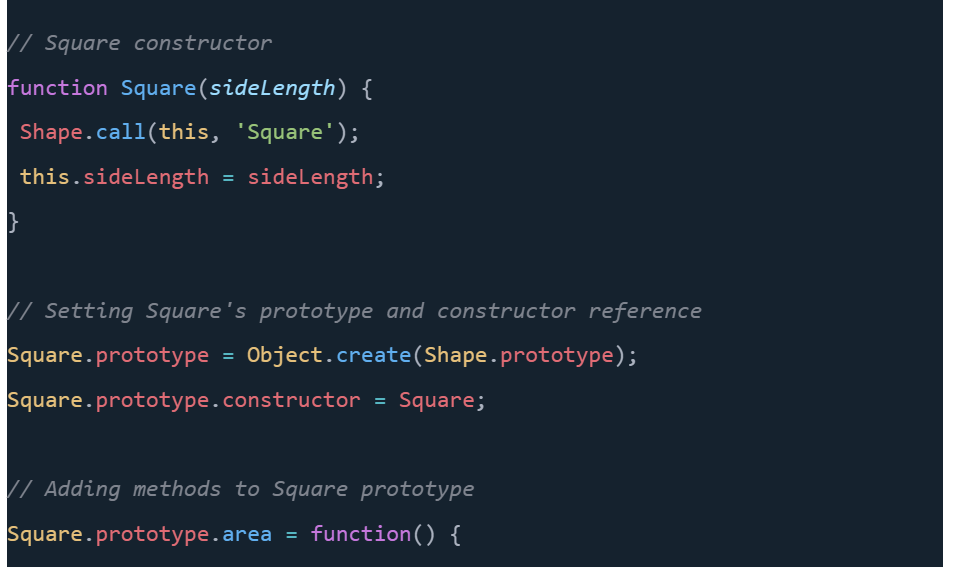 // Square constructor
function Square(sideLength) {
 Shape.call(this, 'Square');
 this.sideLength = sideLength;
}
// Setting Square's prototype and constructor reference
Square.prototype = Object.create(Shape.prototype);
Square.prototype.constructor = Square;
// Adding methods to Square prototype
Square.prototype.area = function() {